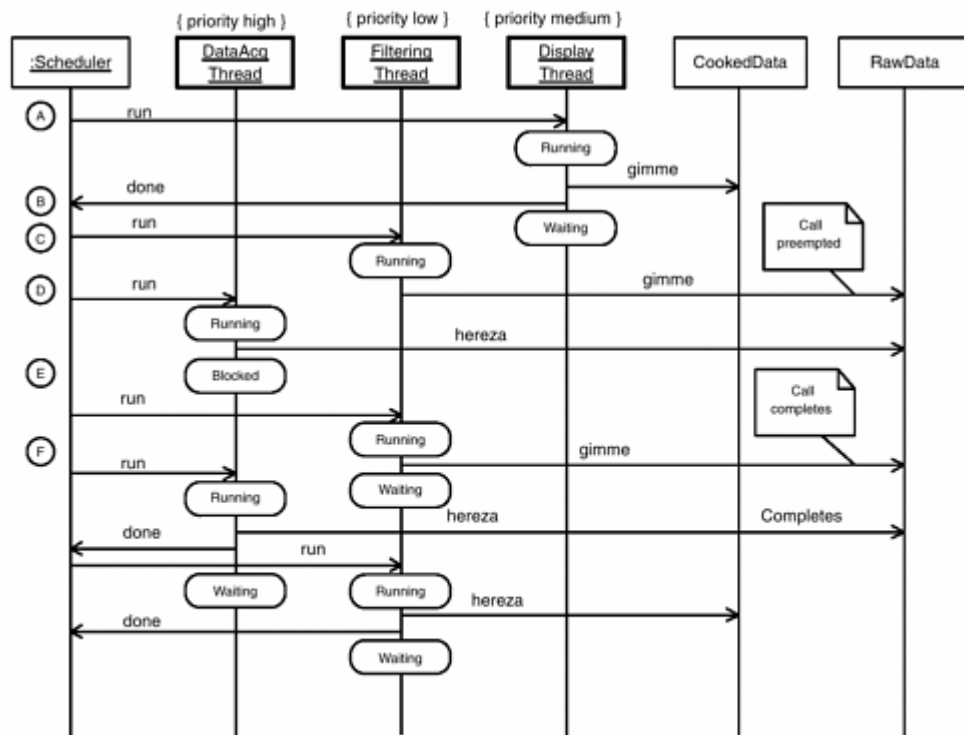 { priority high }
{ priority low }
{ priority medium }
:Scheduler
DataAcq
Thread
Filtering
Thread
Display
Thread
CookedData
RawData
A
run
Running
gimme
done
B
Waiting
Call
preempted
C
run
Running
D
run
gimme
Running
hereza
E
Blocked
Call
completes
run
Running
F
gimme
run
Waiting
Running
hereza
Completes
done
run
Waiting
Running
hereza
done
Waiting